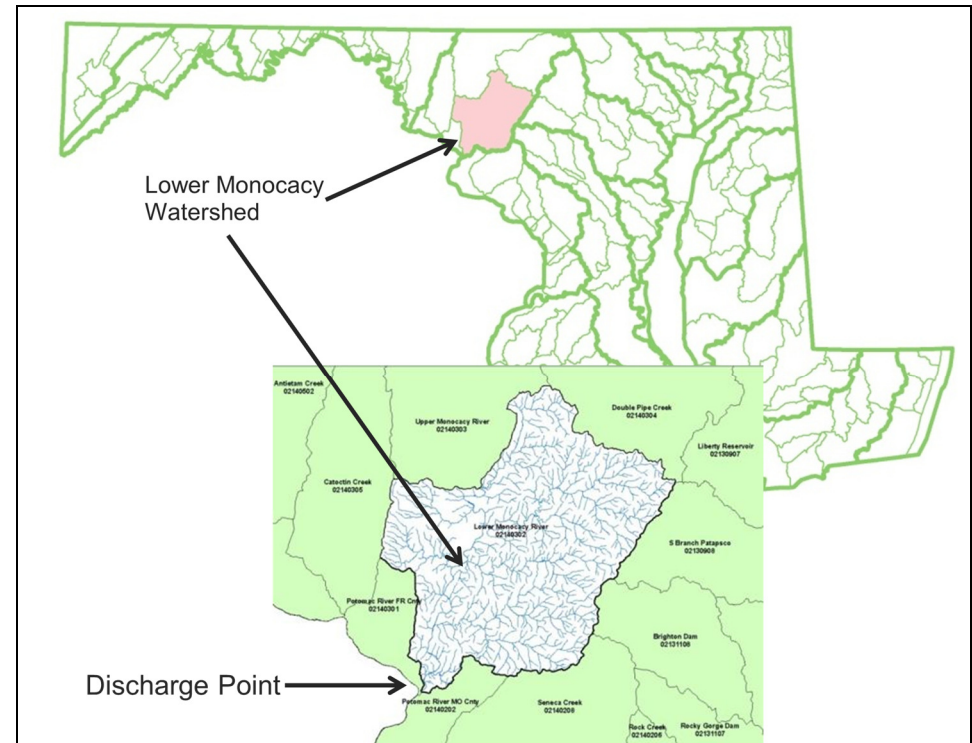 Lower Monocacy
Watershed
Antietam Creek
02140502
Upper Monocacy River
02140303
Double Pipe Creek
02140304
Liberty Reservoir
02130907
Catoctin Creek
02140305
Lower Monocacy River
02140302
S Branch Patapsco
02130908
Potomac River FR Cnty
02140301
Brighton Dam
02131108
Discharge Point
Potomac River MO Cnty
02140202
Seneca Creek
02140208
Rock Creek
02140206
Rocky Gorge Dam
02131107